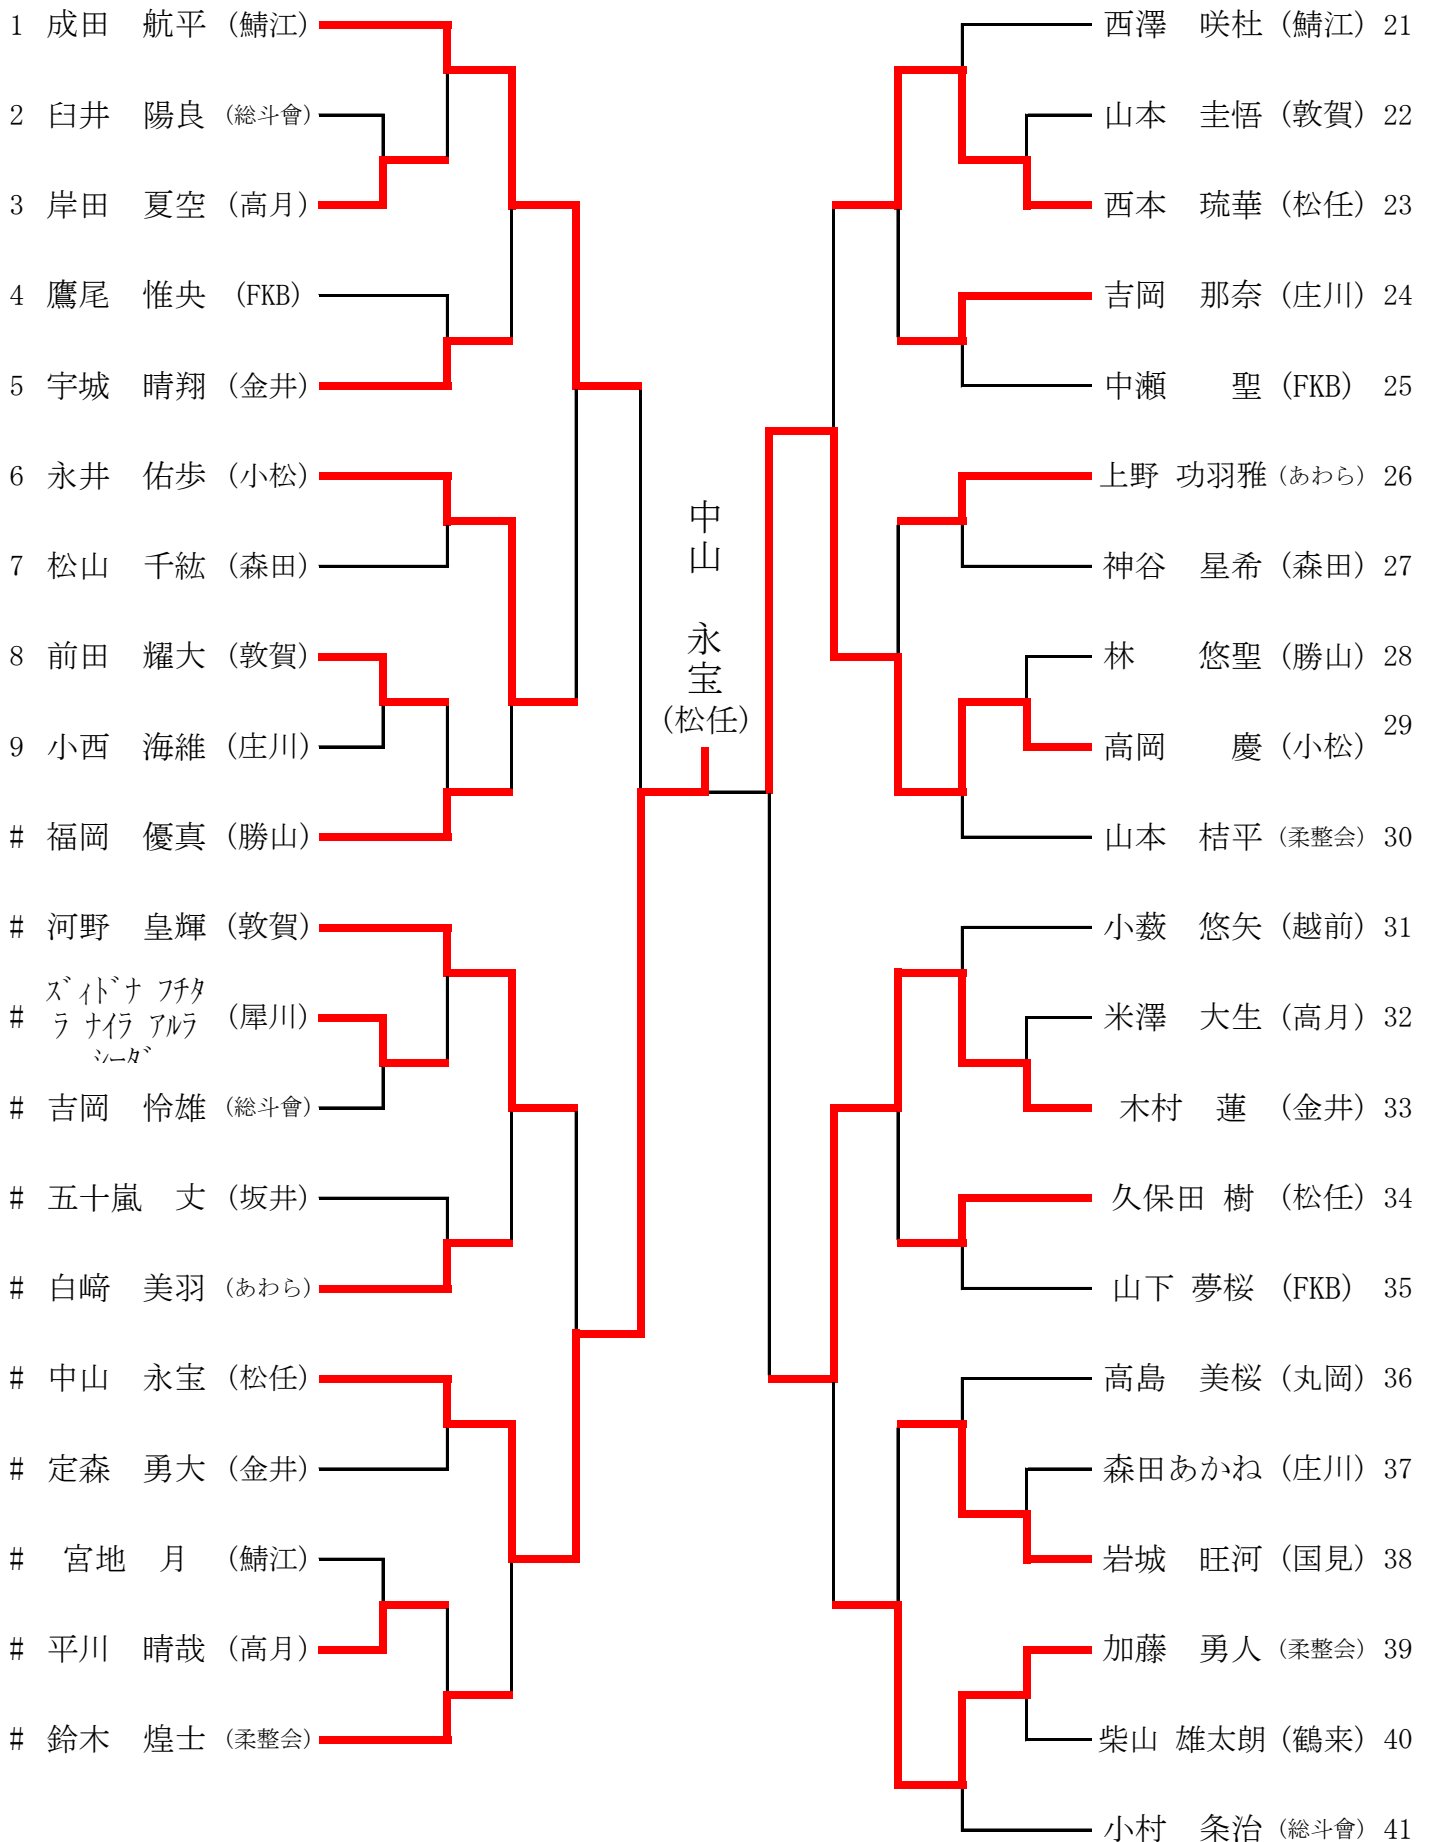 1 成田 航平 (鯖江)
2 臼井 陽良 (総斗會)
3 岸田 夏空 (高月)
4 鷹尾 惟央 (FKB)
5 宇城 晴翔 (金井)
6 永井 佑歩 (小松)
7 松山 千紘 (森田)
8 前田 耀大 (敦賀)
9 小西 海維 (庄川)
# 福岡 優真 (勝山)
# 河野 皇輝 (敦賀)
# ズィドナ フチタ
ラ ナイラ アルラ
シーダ
(犀川)
# 吉岡 怜雄 (総斗會)
# 五十嵐 丈 (坂井)
# 白﨑 美羽 (あわら)
# 中山 永宝 (松任)
# 定森 勇大 (金井)
# 宮地 月 (鯖江)
# 平川 晴哉 (高月)
# 鈴木 煌士 (柔整会)
中山 永宝
(松任)
西澤 咲杜 (鯖江) 21
山本 圭悟 (敦賀) 22
西本 琉華 (松任) 23
吉岡 那奈 (庄川) 24
中瀬 聖 (FKB) 25
上野 功羽雅 (あわら) 26
神谷 星希 (森田) 27
林 悠聖 (勝山) 28
高岡 慶 (小松) 29
山本 桔平 (柔整会) 30
小薮 悠矢 (越前) 31
米澤 大生 (高月) 32
木村 蓮 (金井) 33
久保田 樹 (松任) 34
山下 夢桜 (FKB) 35
高島 美桜 (丸岡) 36
森田あかね (庄川) 37
岩城 旺河 (国見) 38
加藤 勇人 (柔整会) 39
柴山 雄太朗 (鶴来) 40
小村 条治 (総斗會) 41